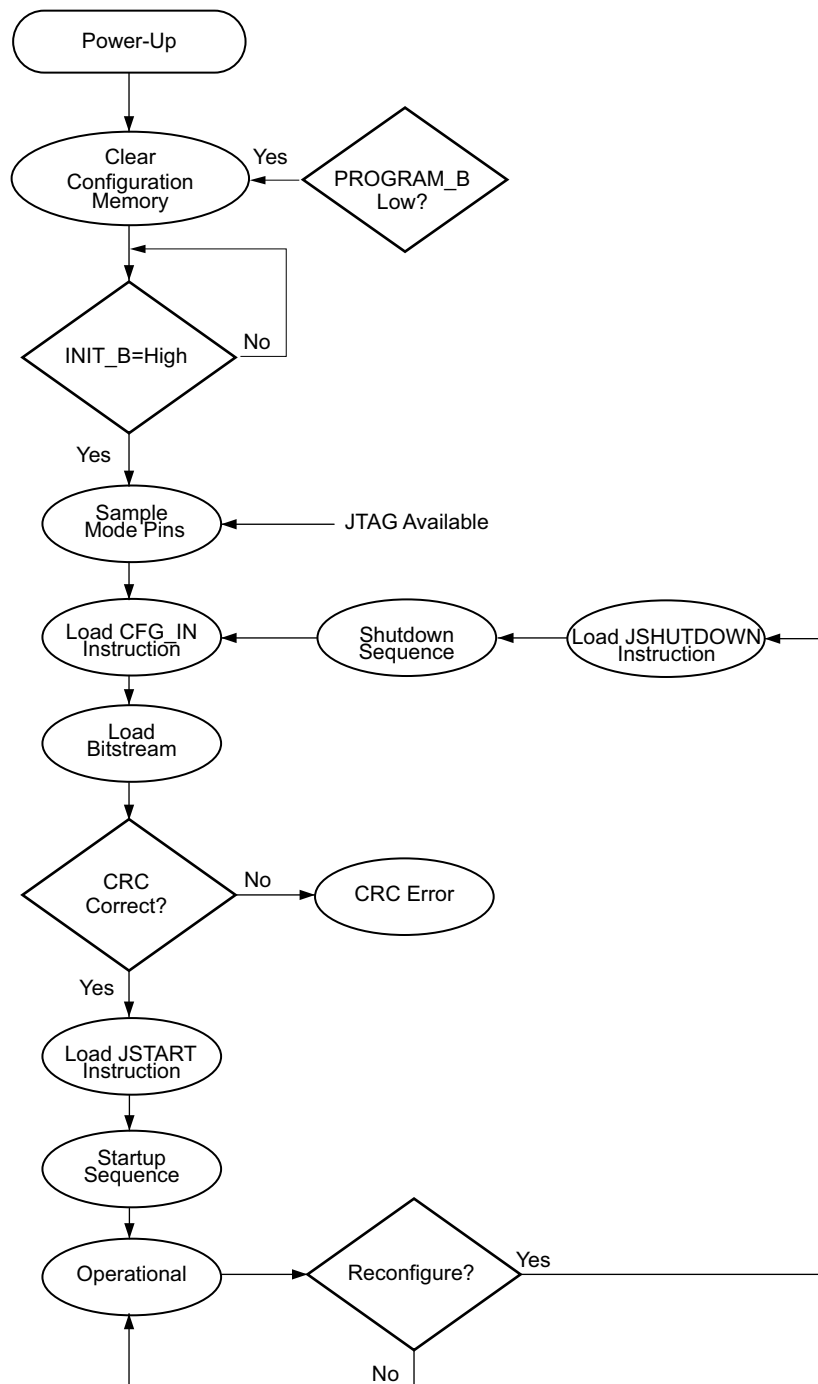 Power-Up
Clear
Configuration
Memory
Yes
PROGRAM_B
Low?
INIT_B=High
No
Yes
Sample
Mode Pins
JTAG Available
Load CFG_IN
Instruction
Shutdown
Sequence
Load JSHUTDOWN
Instruction
Load
Bitstream
CRC
Correct?
No
CRC Error
Yes
Load JSTART
Instruction
Startup
Sequence
Operational
Reconfigure?
Yes
No